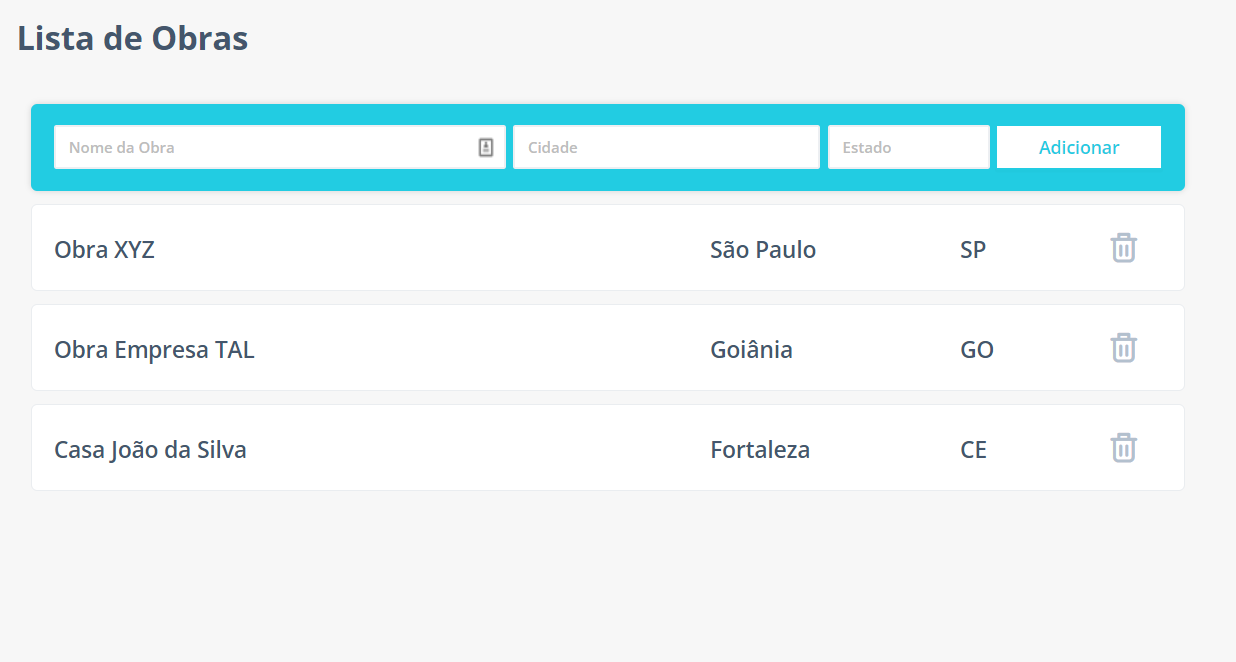 Lista de Obras
Nome da Obra Cidade Estado Adicionar
Obra XYZ São Paulo SP
Obra Empresa TAL Goiânia GO
Casa João da Silva Fortaleza CE